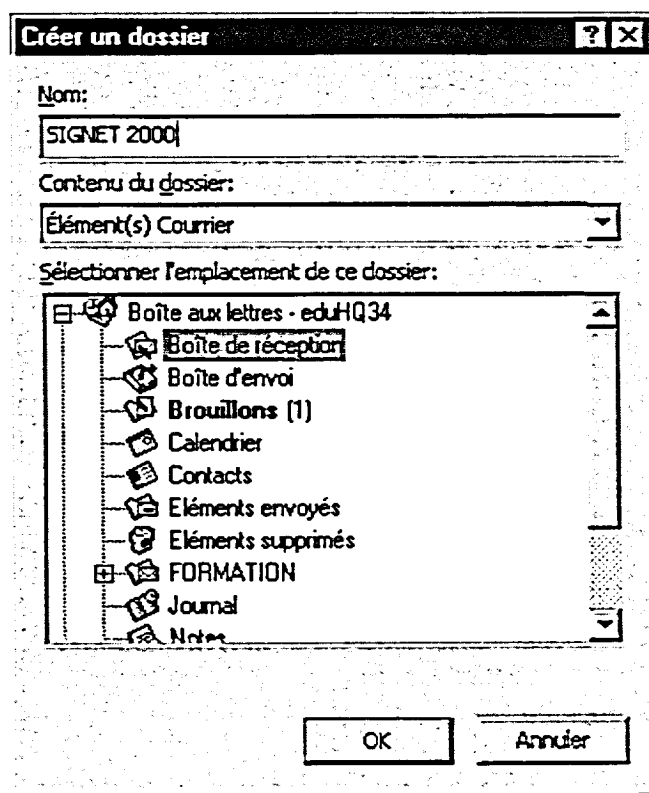 Créer un dossier
Nom:
SIGNET 2000
Contenu du dossier:
Élément(s) Courrier
Sélectionner l'emplacement de ce dossier:
Boîte aux lettres - eduHQ34
Boîte de réception
Boîte d'envoi
Brouillons (1)
Calendrier
Contacts
Eléments envoyés
Eléments supprimés
FORMATION
Journal
Notes
OK
Annuler